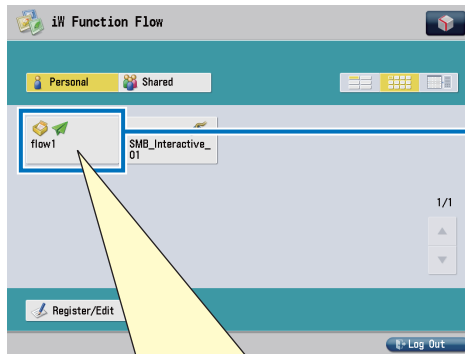 iW Function Flow
Personal
Shared
flow1
SMB_Interactive_
01
1/1
Register/Edit
Log Out